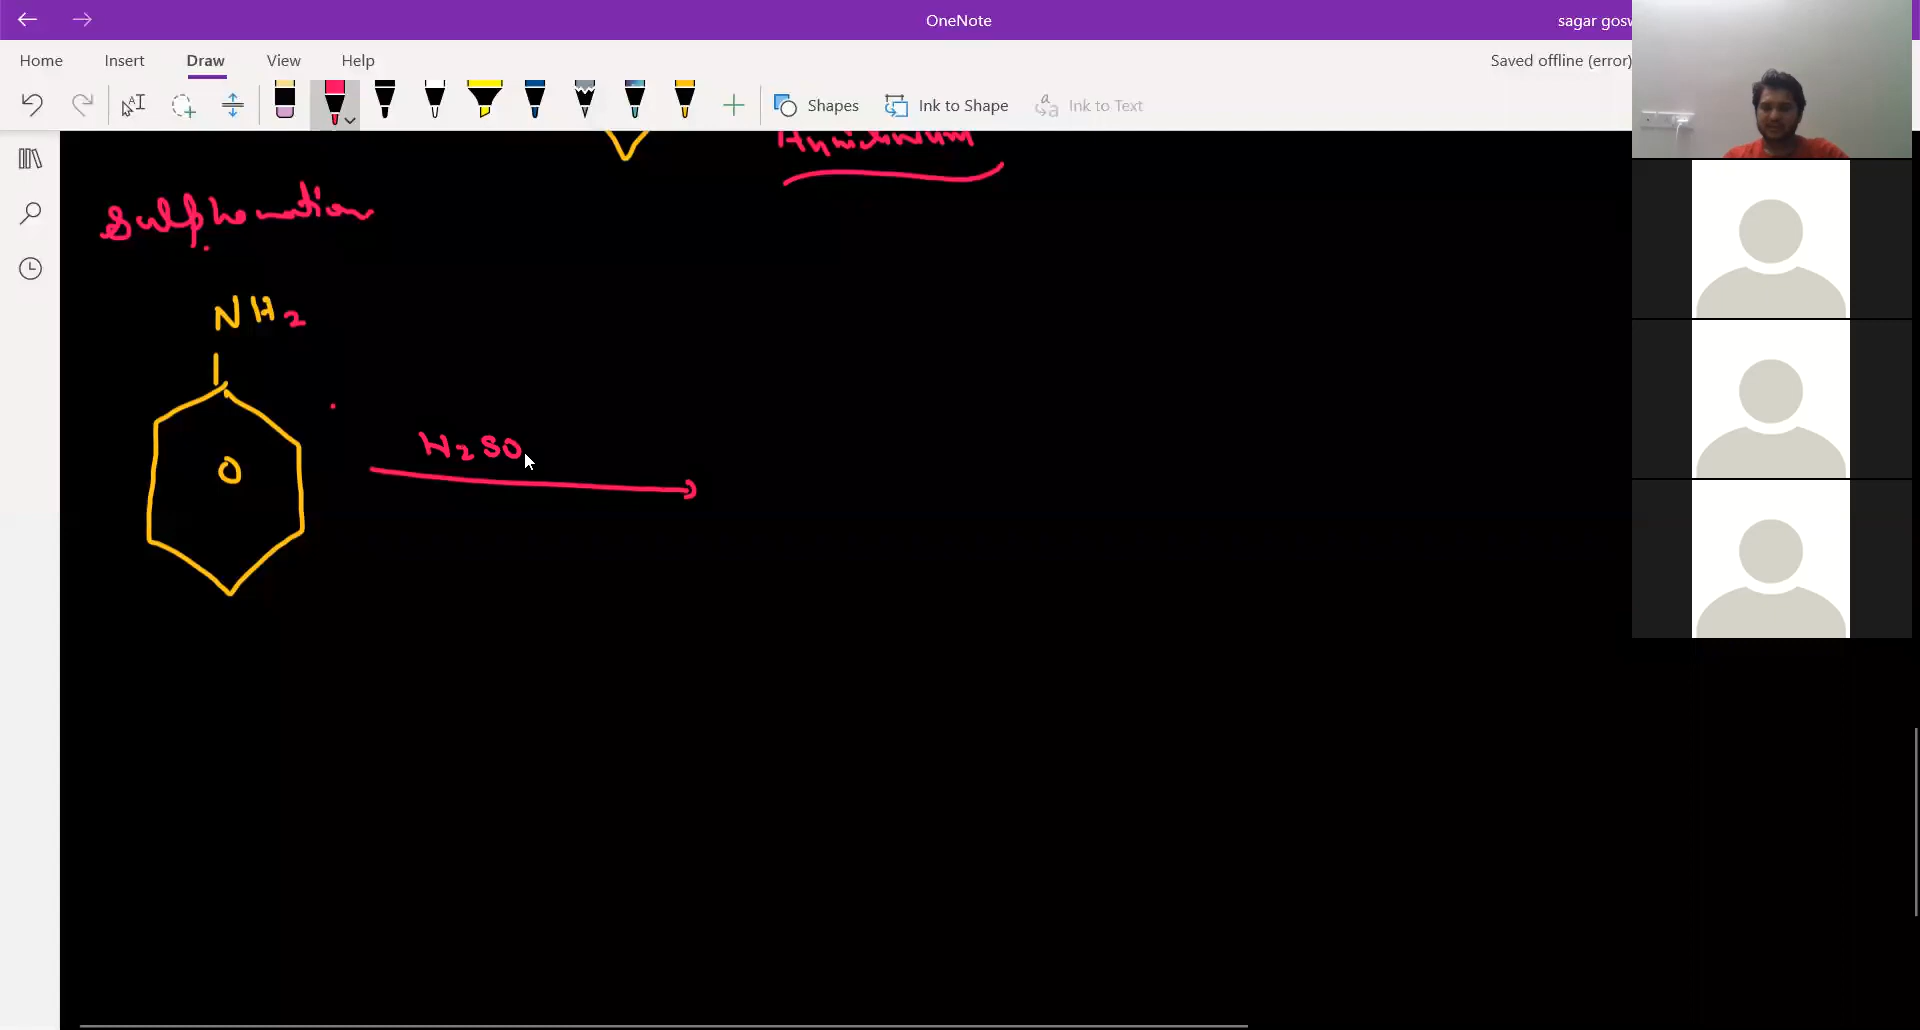 OneNote
sagar gosw
Home Insert Draw View Help
Saved offline (error)
Shapes Ink to Shape Ink to Text
Sulphonation
NH2
H2SO